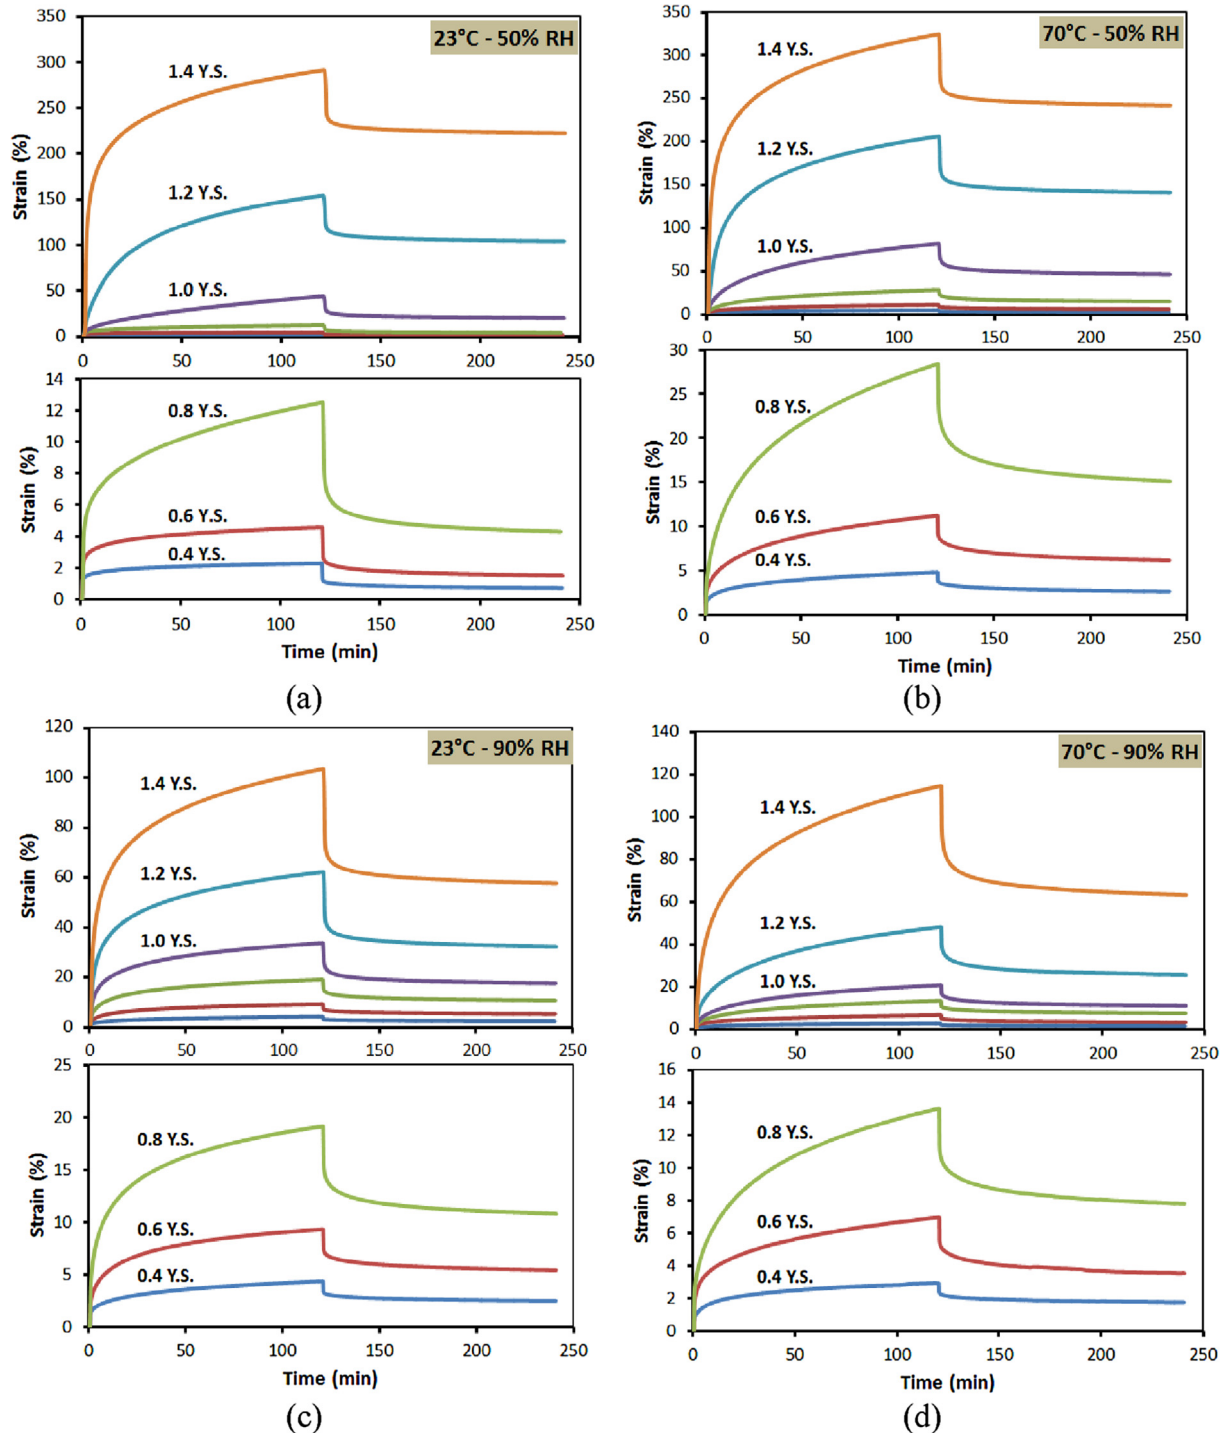 350
300
250
200
150
100
50
0
Strain (%)
23°C - 50% RH
1.4 Y.S.
1.2 Y.S.
1.0 Y.S.
0 50 100 150 200 250
14
12
10
8
6
4
2
0
Strain (%)
0.8 Y.S.
0.6 Y.S.
0.4 Y.S.
0 50 100 150 200 250
Time (min)
(a)
350
300
250
200
150
100
50
0
Strain (%)
70°C - 50% RH
1.4 Y.S.
1.2 Y.S.
1.0 Y.S.
0 50 100 150 200 250
30
25
20
15
10
5
0
Strain (%)
0.8 Y.S.
0.6 Y.S.
0.4 Y.S.
0 50 100 150 200 250
Time (min)
(b)
120
100
80
60
40
20
0
Strain (%)
23°C - 90% RH
1.4 Y.S.
1.2 Y.S.
1.0 Y.S.
0 50 100 150 200 250
25
20
15
10
5
0
Strain (%)
0.8 Y.S.
0.6 Y.S.
0.4 Y.S.
0 50 100 150 200 250
Time (min)
(c)
140
120
100
80
60
40
20
0
Strain (%)
70°C - 90% RH
1.4 Y.S.
1.2 Y.S.
1.0 Y.S.
0 50 100 150 200 250
16
14
12
10
8
6
4
2
0
Strain (%)
0.8 Y.S.
0.6 Y.S.
0.4 Y.S.
0 50 100 150 200 250
Time (min)
(d)